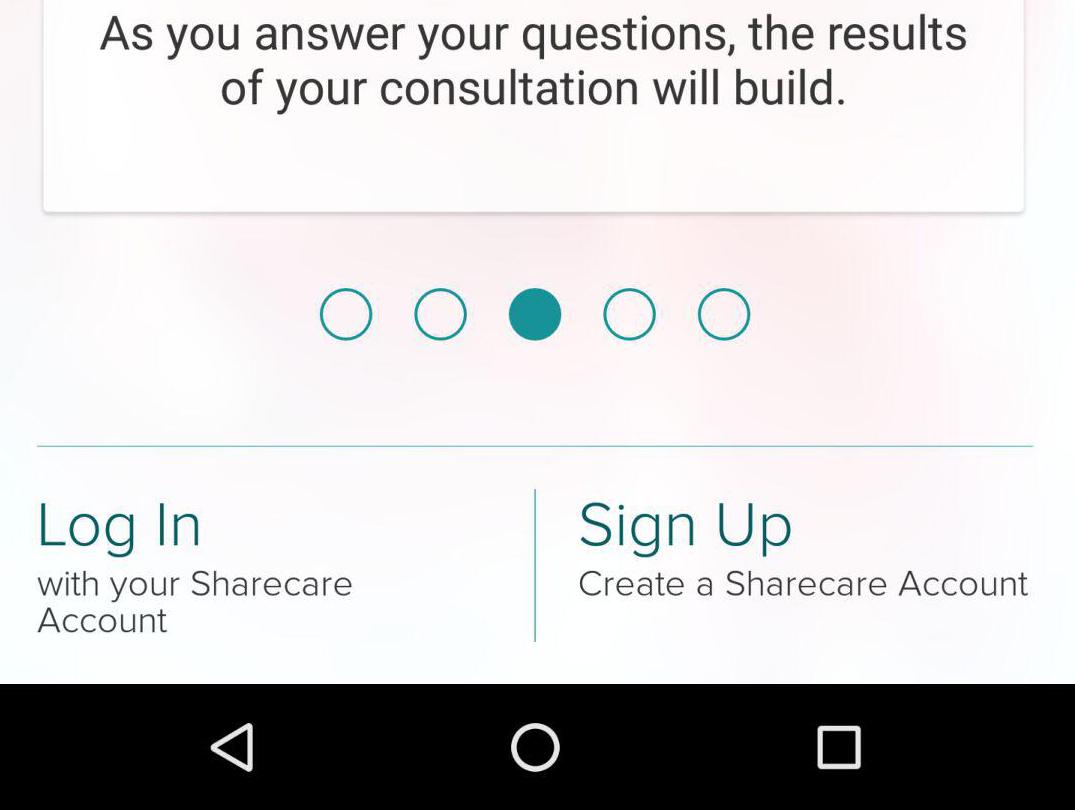 As you answer your questions, the results
of your consultation will build.
Log In
with your Sharecare
Account
Sign Up
Create a Sharecare Account